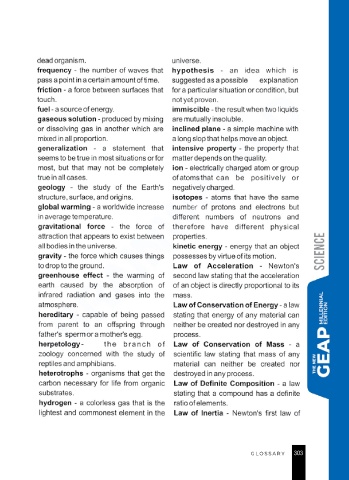 dead organism.
frequency - the number of waves that
pass a point in a certain amount of time.
friction - a force between surfaces that
touch.
fuel - a source of energy.
gaseous solution - produced by mixing
or dissolving gas in another which are
mixed in all proportion.
generalization - a statement that
seems to be true in most situations or for
most, but that may not be completely
true in all cases.
geology - the study of the Earth's
structure, surface, and origins.
global warming - a worldwide increase
in average temperature.
gravitational force - the force of
attraction that appears to exist between
all bodies in the universe.
gravity - the force which causes things
to drop to the ground.
greenhouse effect - the warming of
earth caused by the absorption of
infrared radiation and gases into the
atmosphere.
hereditary - capable of being passed
from parent to an offspring through
father's sperm or a mother's egg.
herpetology- the branch of
zoology concerned with the study of
reptiles and amphibians.
heterotrophs - organisms that get the
carbon necessary for life from organic
substrates.
hydrogen - a colorless gas that is the
lightest and commonest element in the
universe.
hypothesis - an idea which is
suggested as a possible explanation
for a particular situation or condition, but
not yet proven.
immiscible - the result when two liquids
are mutually insoluble.
inclined plane - a simple machine with
a long slop that helps move an object.
intensive property - the property that
matter depends on the quality.
ion - electrically charged atom or group
of atoms that can be positively or
negatively charged.
isotopes - atoms that have the same
number of protons and electrons but
different numbers of neutrons and
therefore have different physical
properties.
kinetic energy - energy that an object
possesses by virtue of its motion.
Law of Acceleration - Newton's
second law stating that the acceleration
of an object is directly proportional to its
mass.
Law of Conservation of Energy - a law
stating that energy of any material can
neither be created nor destroyed in any
process.
Law of Conservation of Mass - a
scientific law stating that mass of any
material can neither be created nor
destroyed in any process.
Law of Definite Composition - a law
stating that a compound has a definite
ratio of elements.
Law of Inertia - Newton's first law of
SCIENCE
THE NEW
GEAP MILLENNIAL
EDITION
GLOSSARY 303